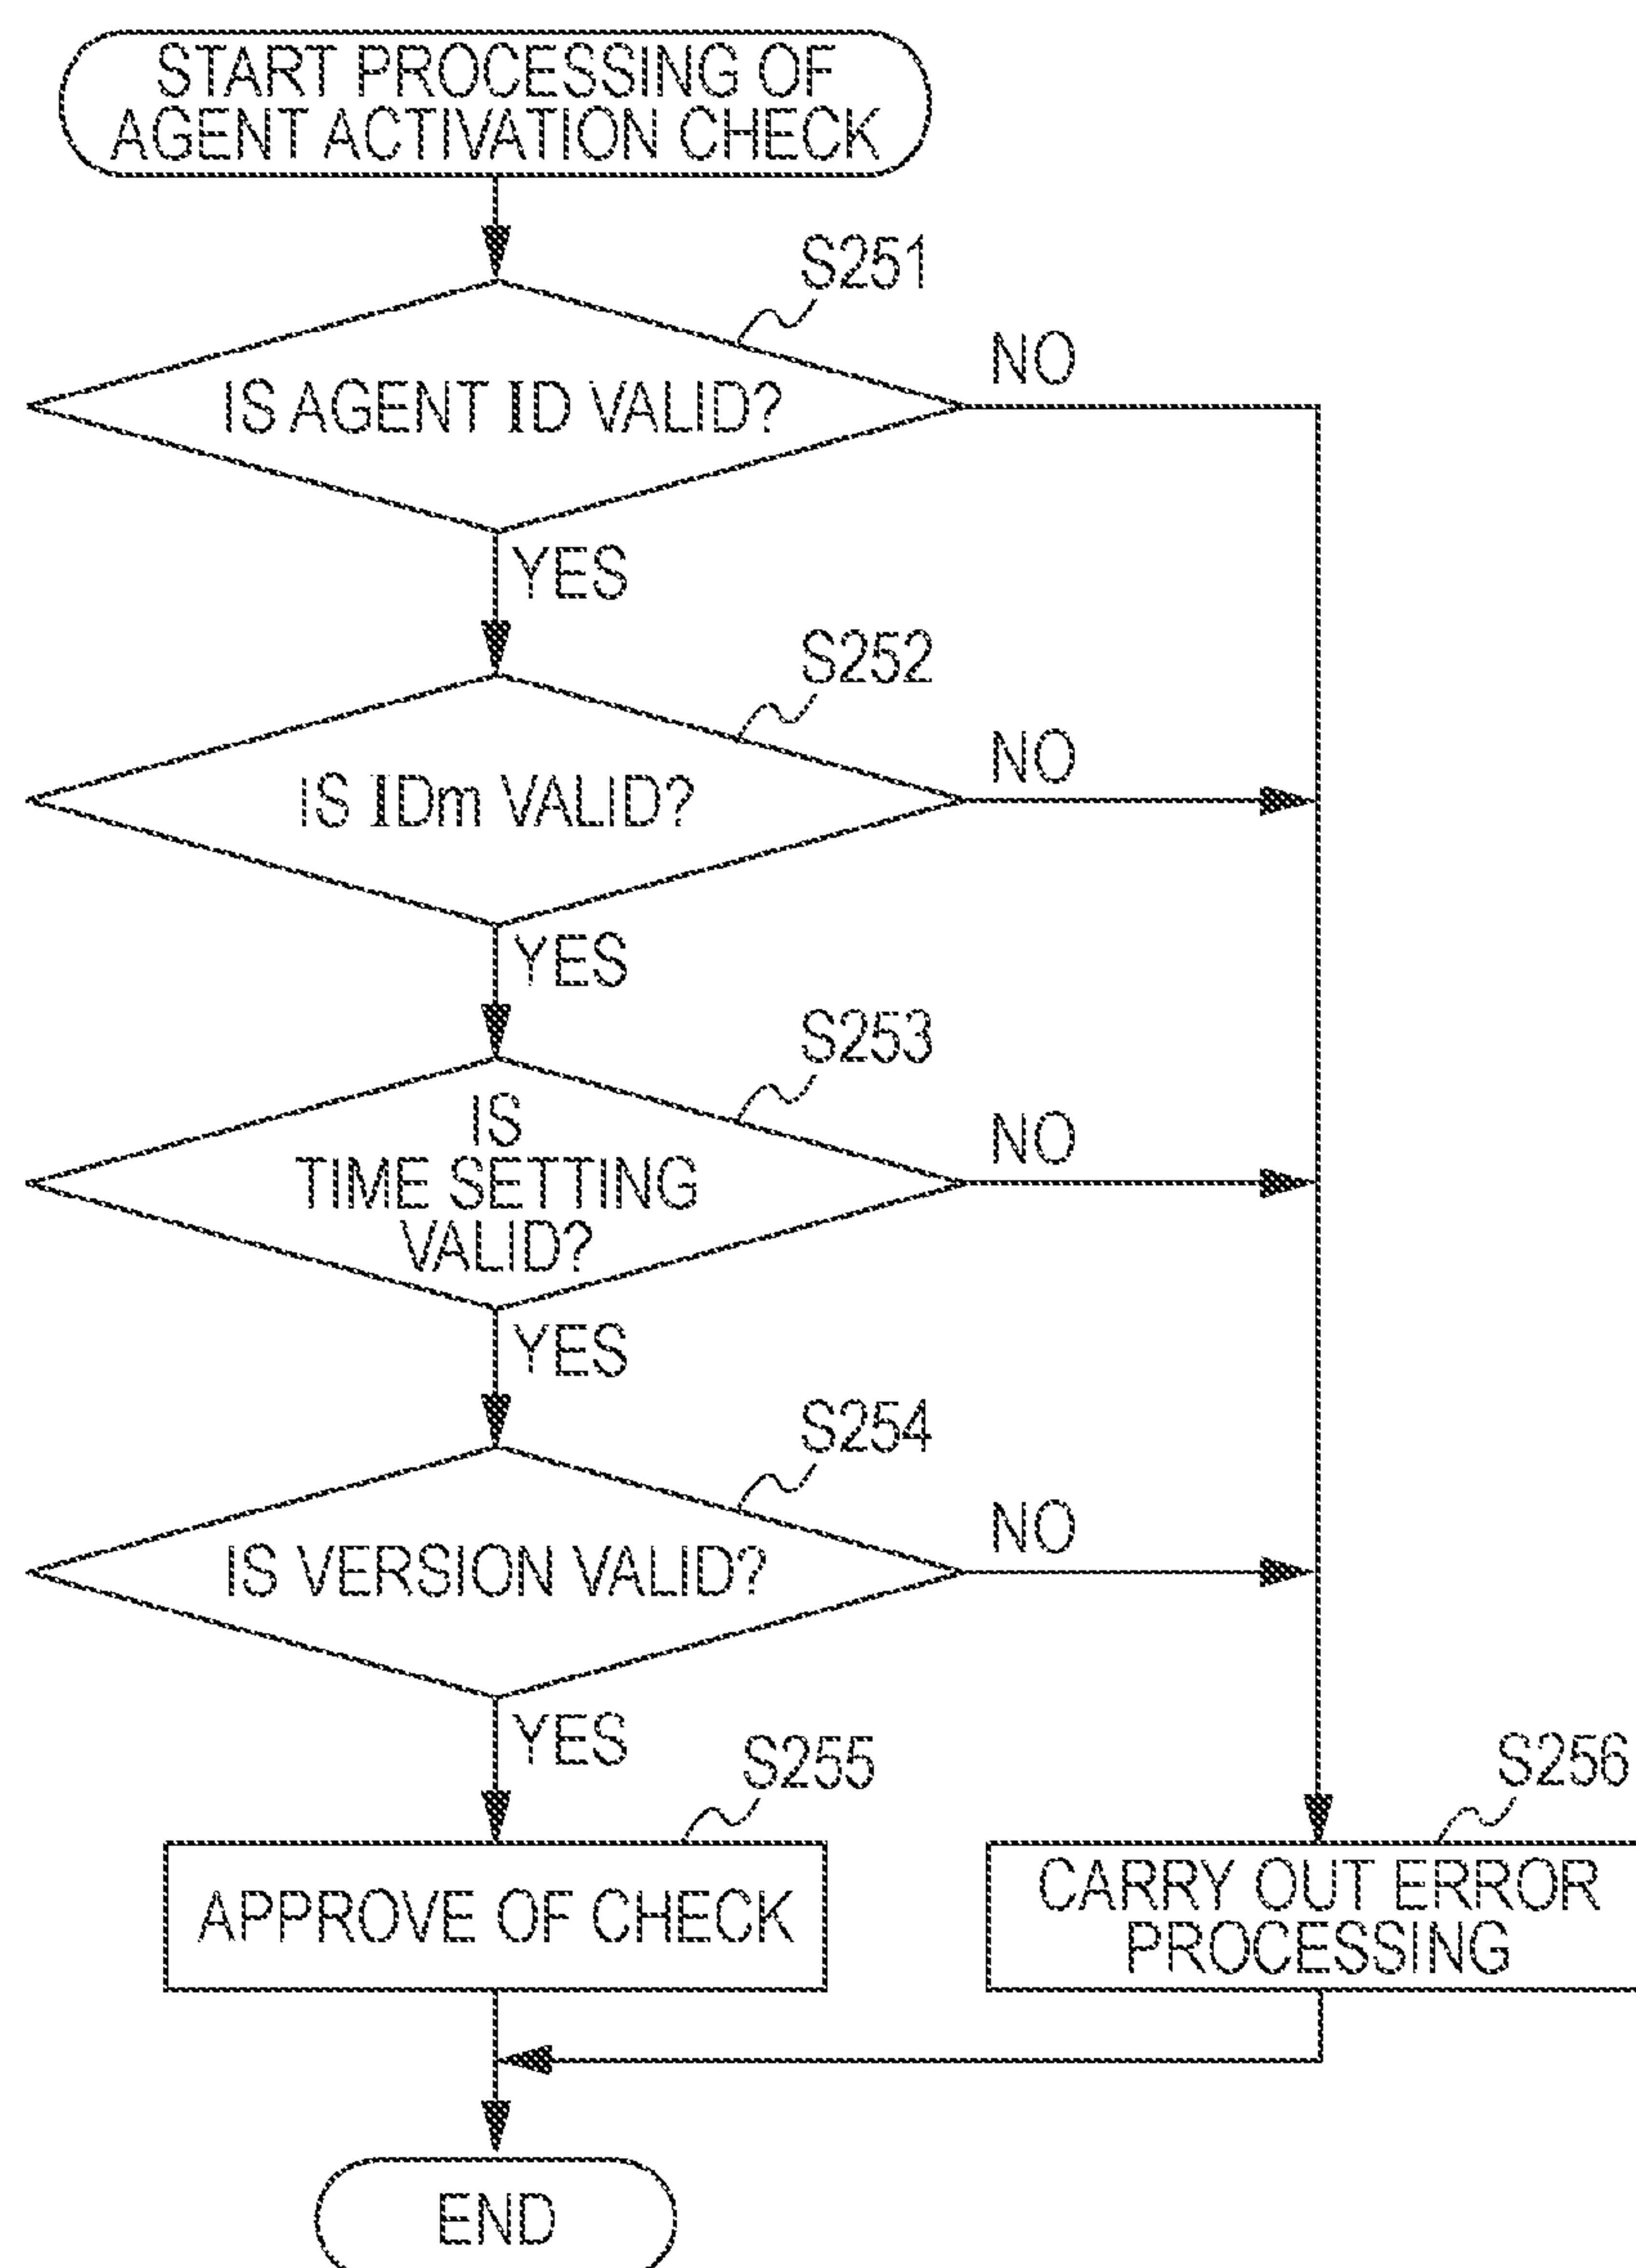 START PROCESSING OF
AGENT ACTIVATION CHECK
S251
IS AGENT ID VALID?
NO
YES
S252
IS IDm VALID?
NO
YES
S253
IS
TIME SETTING
VALID?
NO
YES
S254
IS VERSION VALID?
NO
YES
S255
APPROVE OF CHECK
S256
CARRY OUT ERROR
PROCESSING
END